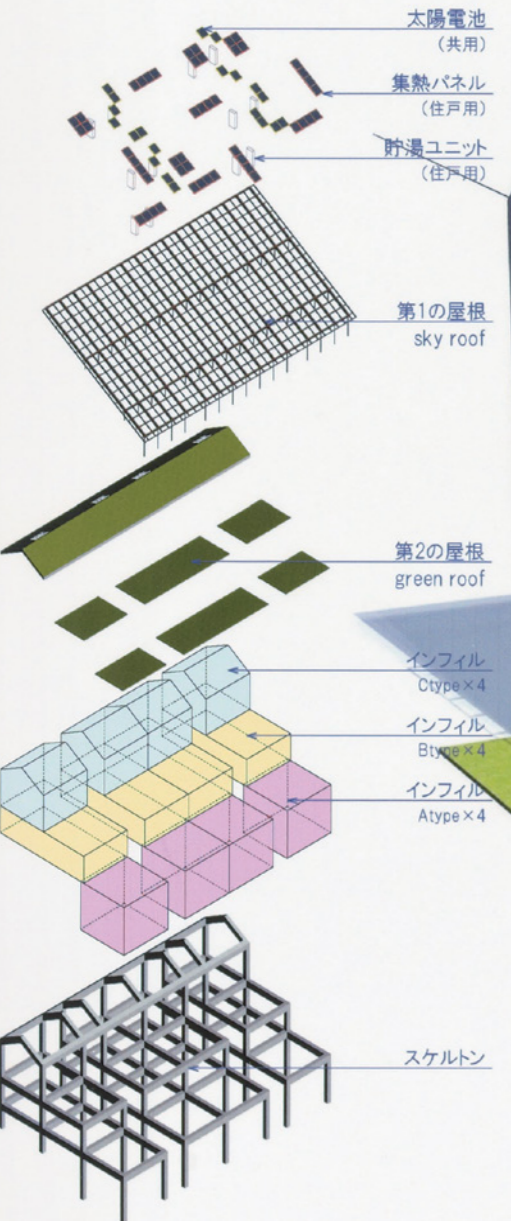 太陽電池
(共用)
集熱パネル
(住戸用)
貯湯ユニット
(住戸用)
第1の屋根
sky roof
第2の屋根
green roof
インフィル
Ctype×4
インフィル
Btype×4
インフィル
Atype×4
スケルトン